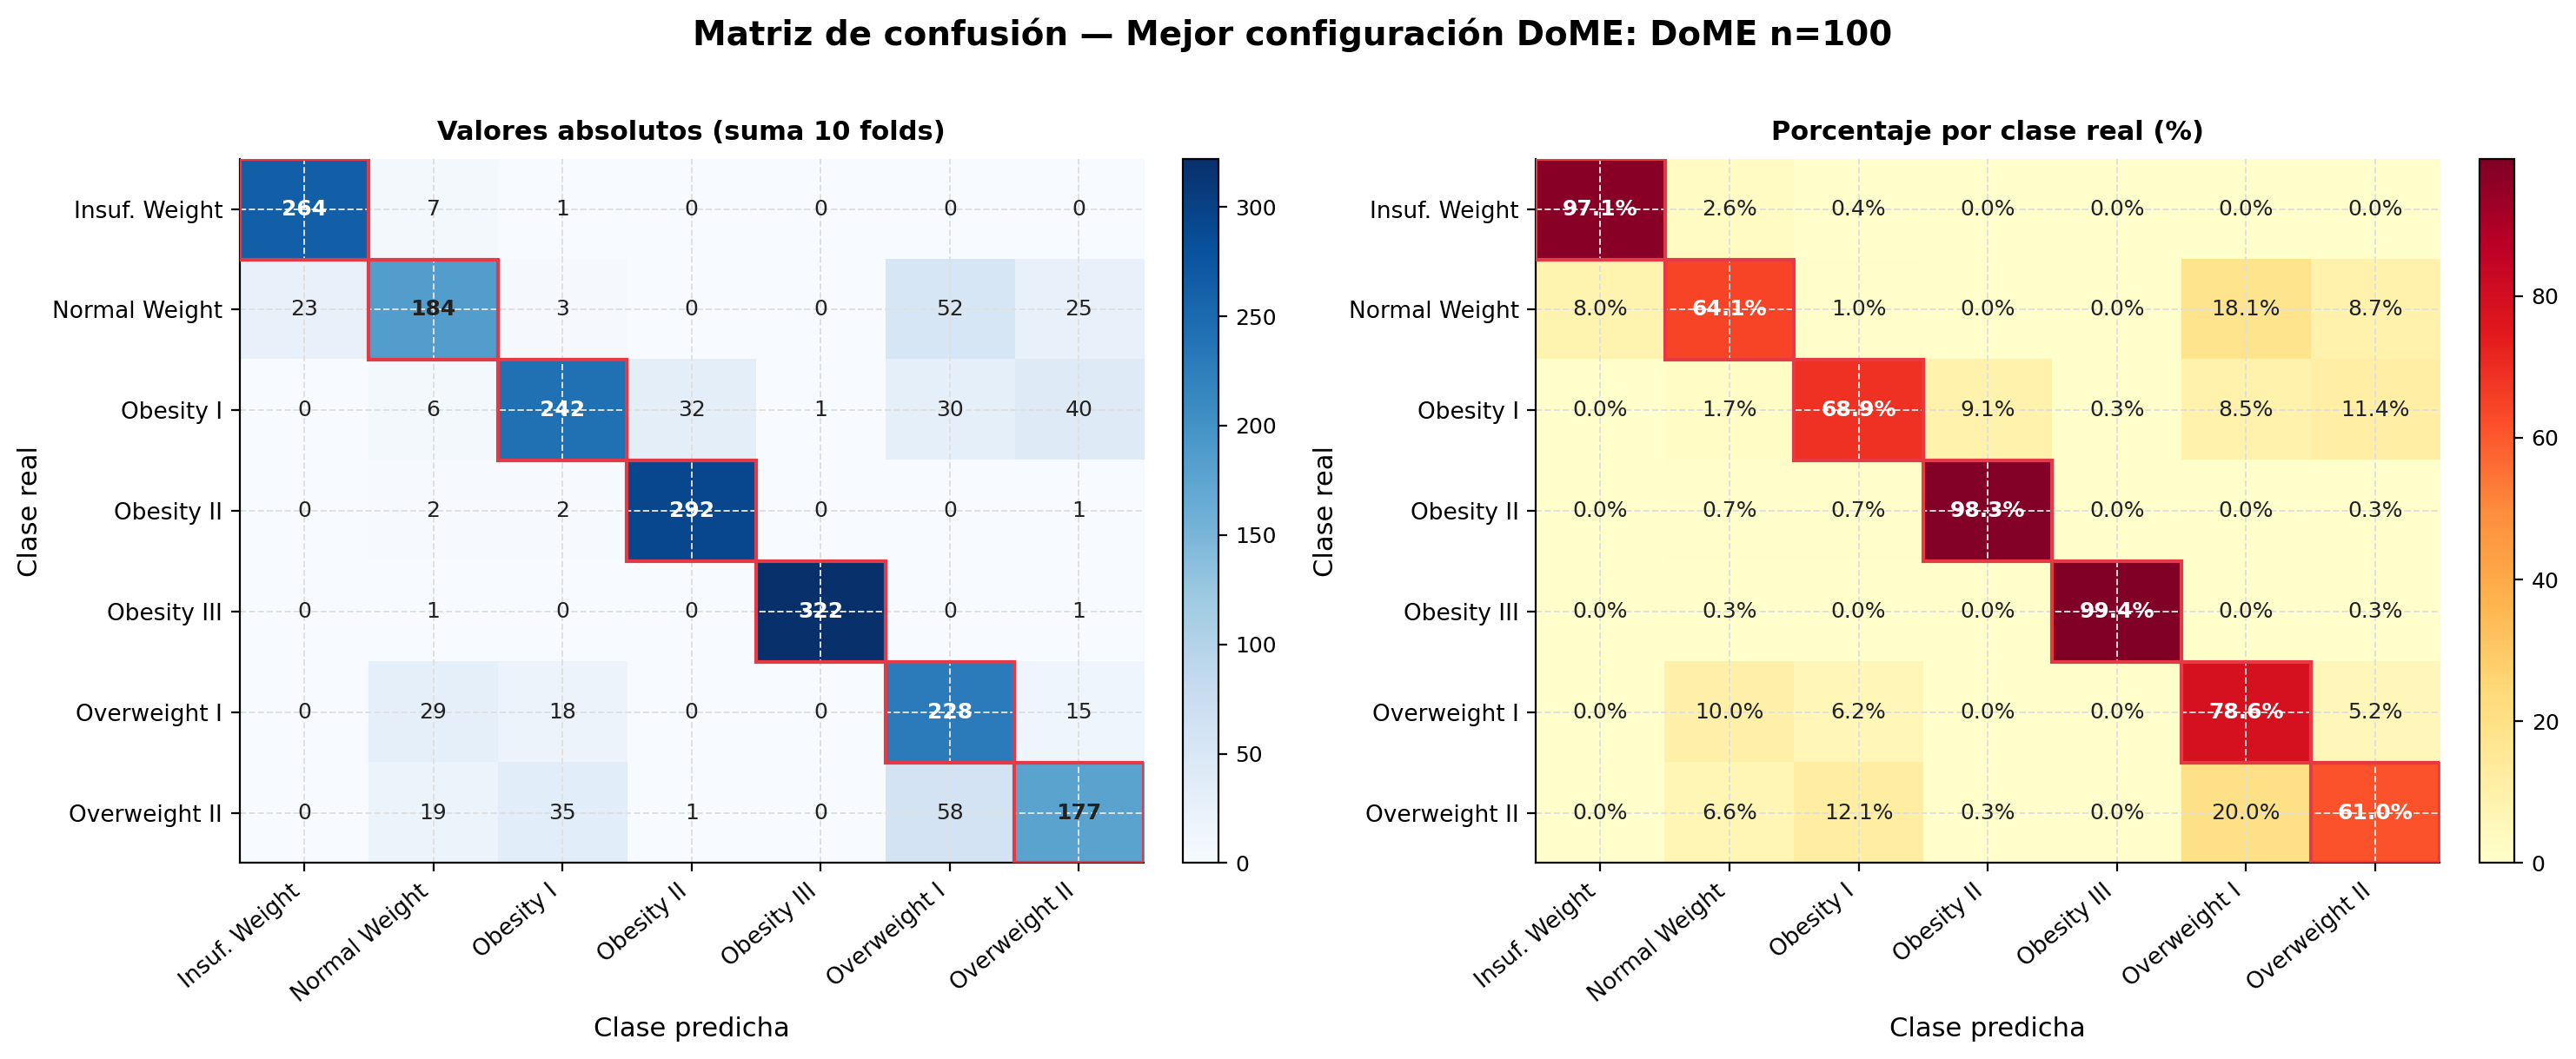 Matriz de confusión — Mejor configuración DoME: DoME n=100
Valores absolutos (suma 10 folds)
Clase real
Insuf. Weight 264 7 1 0 0 0 0
Normal Weight 23 184 3 0 0 52 25
Obesity I 0 6 242 32 1 30 40
Obesity II 0 2 2 292 0 0 1
Obesity III 0 1 0 0 322 0 1
Overweight I 0 29 18 0 0 228 15
Overweight II 0 19 35 1 0 58 177
Insuf. Weight Normal Weight Obesity I Obesity II Obesity III Overweight I Overweight II
Clase predicha
300
250
200
150
100
50
0
Porcentaje por clase real (%)
Clase real
Insuf. Weight 97.1% 2.6% 0.4% 0.0% 0.0% 0.0% 0.0%
Normal Weight 8.0% 64.1% 1.0% 0.0% 0.0% 18.1% 8.7%
Obesity I 0.0% 1.7% 68.9% 9.1% 0.3% 8.5% 11.4%
Obesity II 0.0% 0.7% 0.7% 98.3% 0.0% 0.0% 0.3%
Obesity III 0.0% 0.3% 0.0% 0.0% 99.4% 0.0% 0.3%
Overweight I 0.0% 10.0% 6.2% 0.0% 0.0% 78.6% 5.2%
Overweight II 0.0% 6.6% 12.1% 0.3% 0.0% 20.0% 61.0%
Insuf. Weight Normal Weight Obesity I Obesity II Obesity III Overweight I Overweight II
Clase predicha
80
60
40
20
0